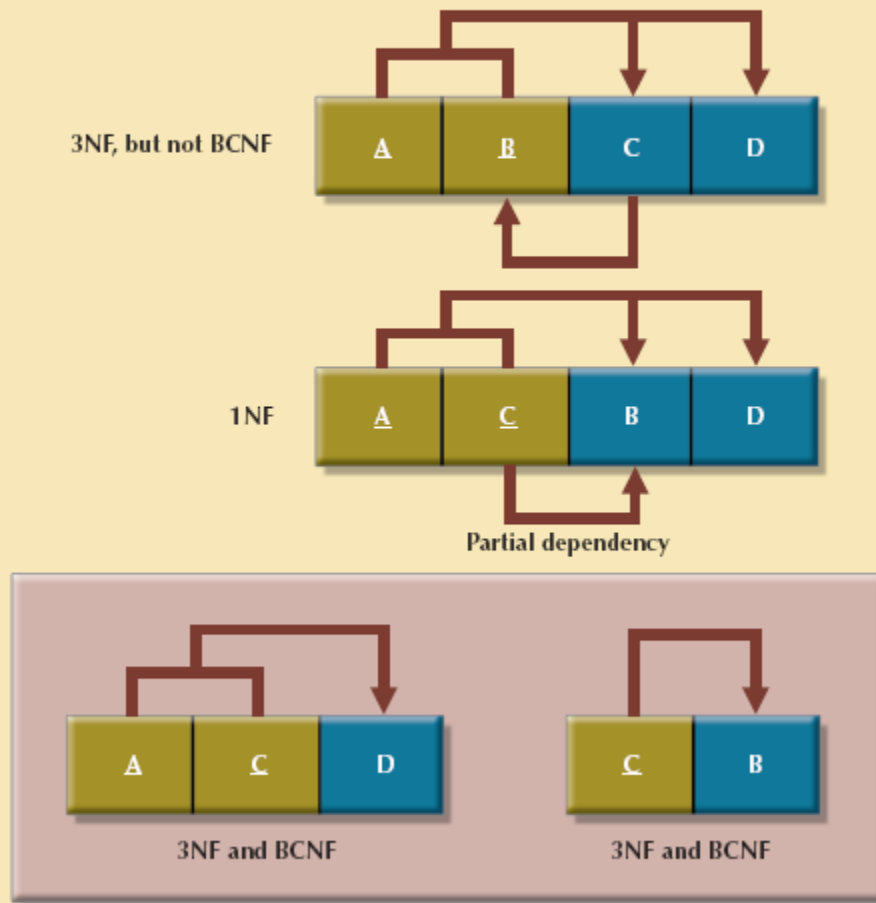 3NF, but not BCNF
A B C D
1NF
A C B D
Partial dependency
A C D
C B
3NF and BCNF
3NF and BCNF